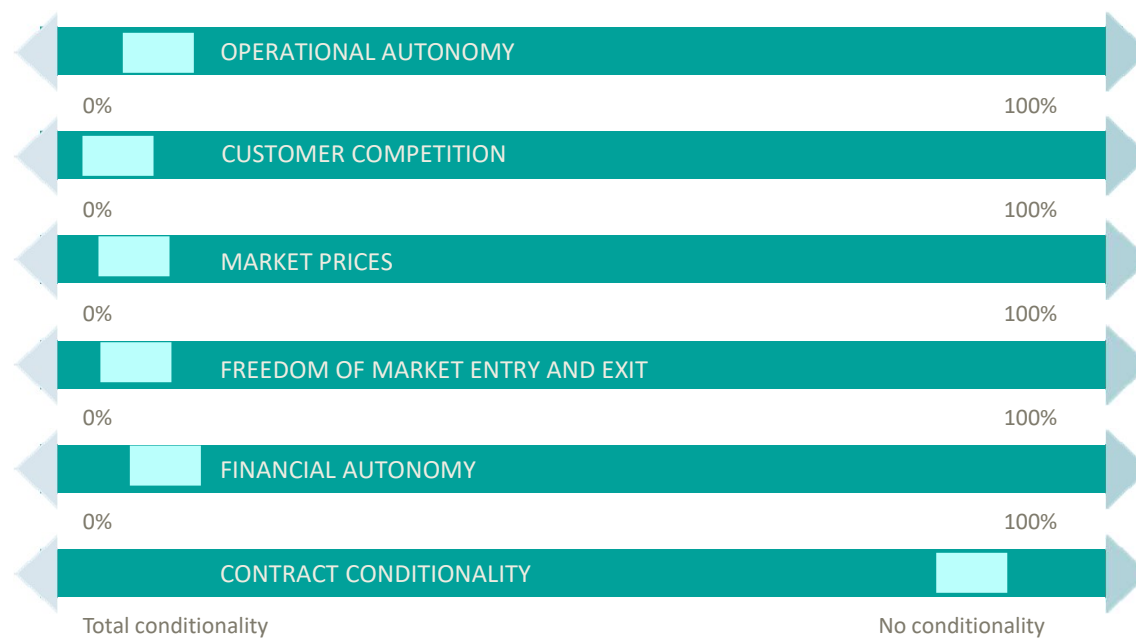 OPERATIONAL AUTONOMY
0% 100%
CUSTOMER COMPETITION
0% 100%
MARKET PRICES
0% 100%
FREEDOM OF MARKET ENTRY AND EXIT
0% 100%
FINANCIAL AUTONOMY
0% 100%
CONTRACT CONDITIONALITY
Total conditionality No conditionality